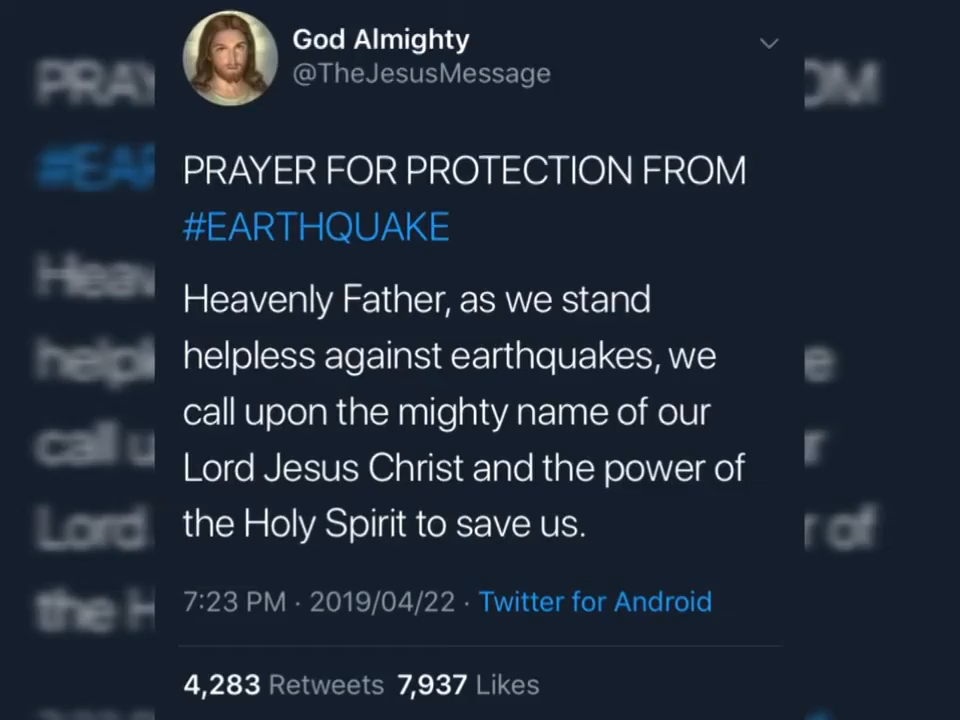 God Almighty
@TheJesusMessage
PRAYER FOR PROTECTION FROM
#EARTHQUAKE
Heavenly Father, as we stand
helpless against earthquakes, we
call upon the mighty name of our
Lord Jesus Christ and the power of
the Holy Spirit to save us.
7:23 PM · 2019/04/22 · Twitter for Android
4,283 Retweets 7,937 Likes